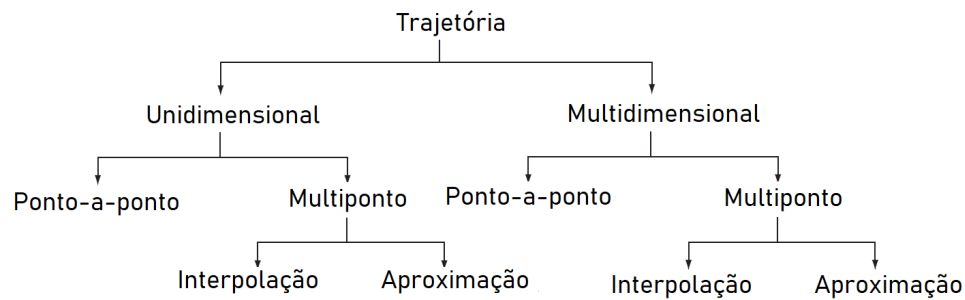 Trajetória
Unidimensional
Multidimensional
Ponto-a-ponto
Multiponto
Ponto-a-ponto
Multiponto
Interpolação
Aproximação
Interpolação
Aproximação